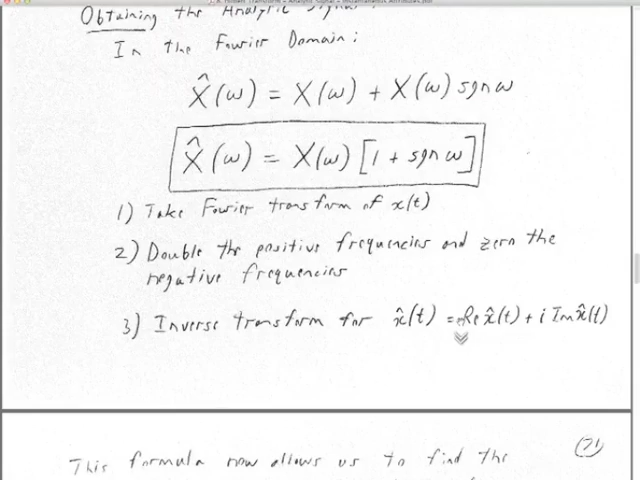 Obtaining the Analytic Signal:
In the Fourier Domain:
X̂(ω) = X(ω) + X(ω) sgn ω
X̂(ω) = X(ω) [1 + sgn ω]
1) Take Fourier transform of x(t)
2) Double the positive frequencies and zero the
negative frequencies
3) Inverse transform for x̂(t) = Re x̂(t) + i Im x̂(t)
(21)
This formula now allows us to find the